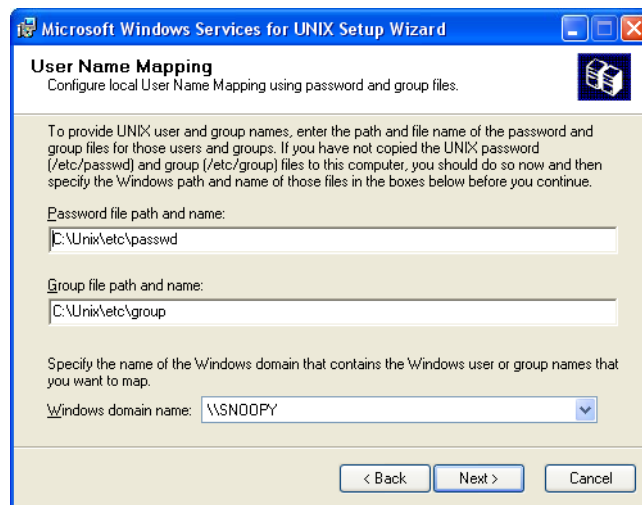 Microsoft Windows Services for UNIX Setup Wizard
User Name Mapping
Configure local User Name Mapping using password and group files.
To provide UNIX user and group names, enter the path and file name of the password and
group files for those users and groups. If you have not copied the UNIX password
(/etc/passwd) and group (/etc/group) files to this computer, you should do so now and then
specify the Windows path and name of those files in the boxes below before you continue.
Password file path and name:
C:\Unix\etc\passwd
Group file path and name:
C:\Unix\etc\group
Specify the name of the Windows domain that contains the Windows user or group names that
you want to map.
Windows domain name: \\SNOOPY
< Back Next > Cancel